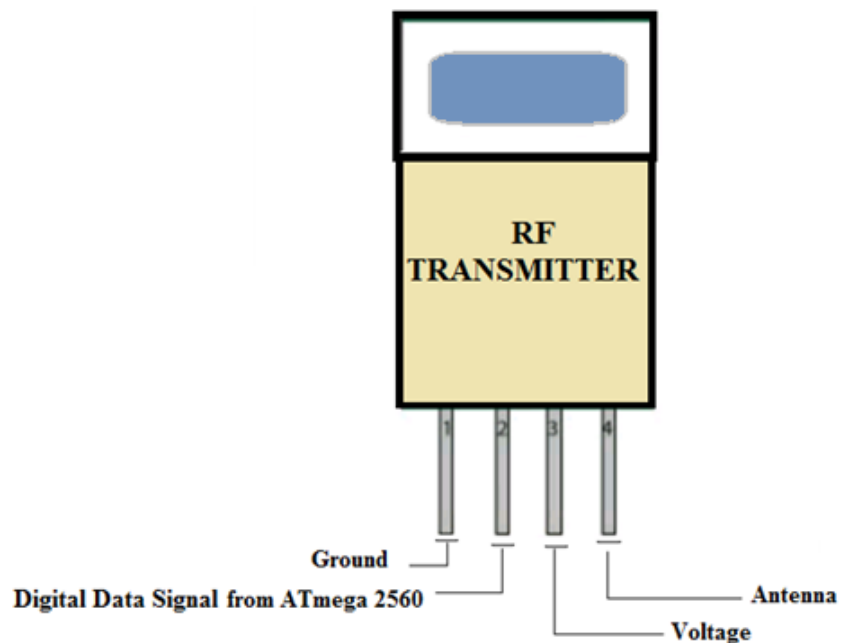 RF
TRANSMITTER
1 2 3 4
Ground
Digital Data Signal from ATmega 2560
Antenna
Voltage